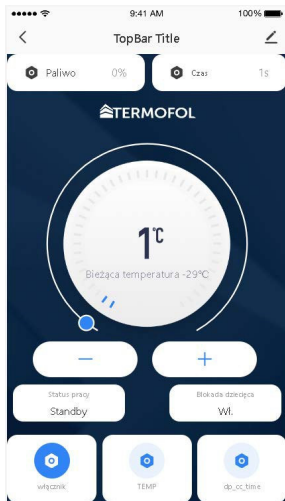 9:41 AM 100%
TopBar Title
Paliwo 0% Czas 1s
TERMOFOL
1°C
Bieżąca temperatura -29°C
Status pracy Blokada dziecięca
Standby Wł.
włącznik TEMP dp_cc_time